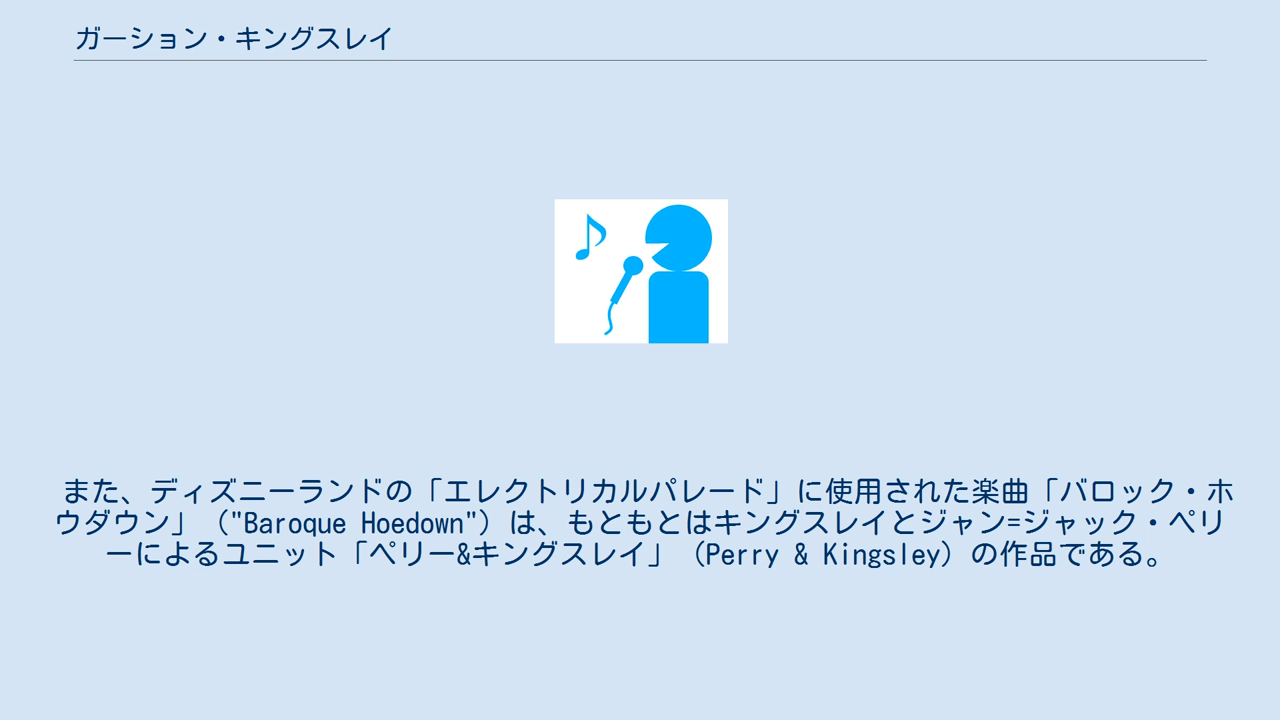 ガーション・キングスレイ
また、ディズニーランドの「エレクトリカルパレード」に使用された楽曲「バロック・ホ
ウダウン」（"Baroque Hoedown"）は、もともとはキングスレイとジャン=ジャック・ペリ
ーによるユニット「ペリー&キングスレイ」（Perry & Kingsley）の作品である。